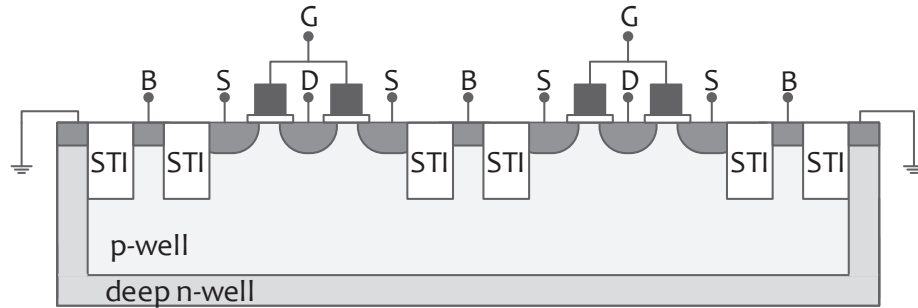 G G
B S D S B S D S B
STI STI STI STI STI STI
p-well
deep n-well